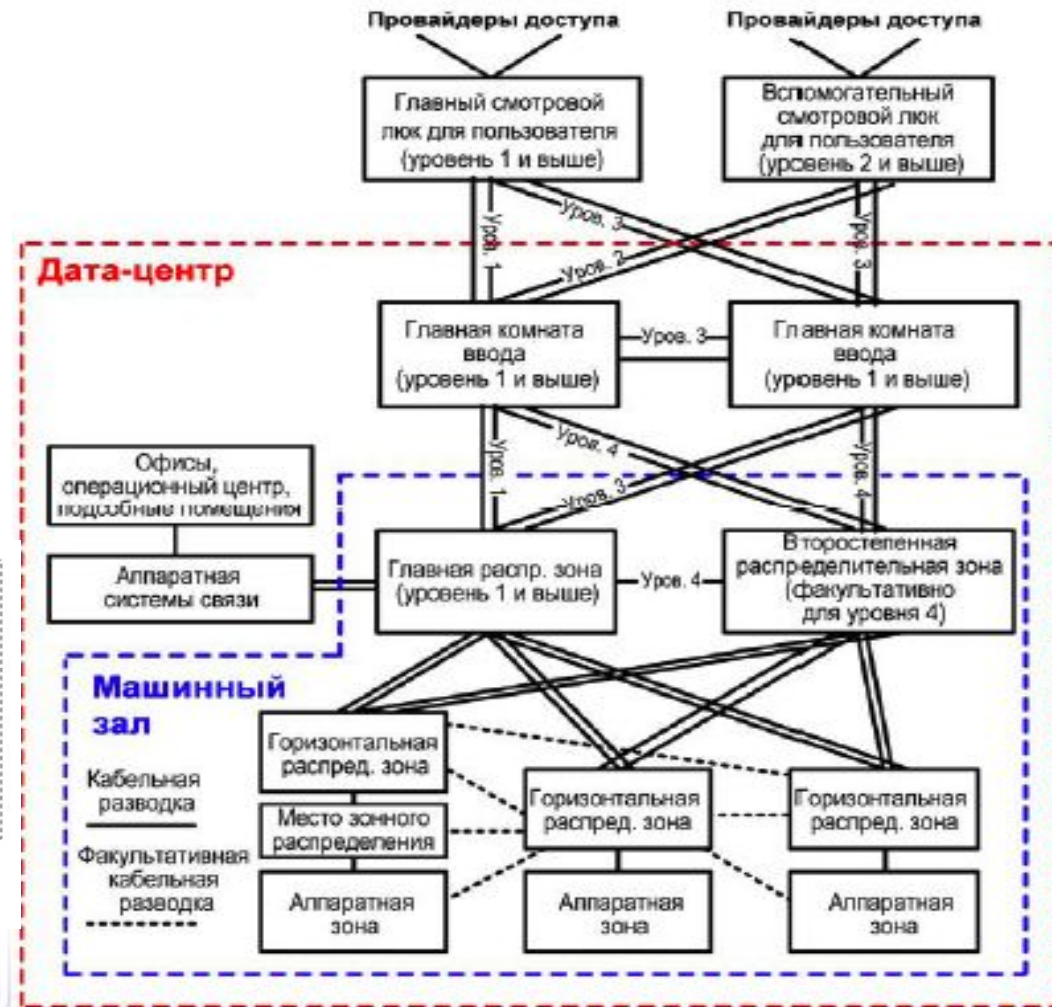 Провайдеры доступа
Провайдеры доступа
Главный смотровой
люк для пользователя
(уровень 1 и выше)
Вспомогательный
смотровой люк
для пользователя
(уровень 2 и выше)
Уров. 1
Уров. 3
Уров. 2
Уров. 3
Дата-центр
Главная комната
ввода
(уровень 1 и выше)
Уров. 3
Главная комната
ввода
(уровень 1 и выше)
Уров. 1
Уров. 4
Уров. 3
Уров. 4
Офисы,
операционный центр,
подсобные помещения
Аппаратная
системы связи
Главная распр. зона
(уровень 1 и выше)
Уров. 4
Второстепенная
распределительная зона
(факультативно
для уровня 4)
Машинный
зал
Горизонтальная
распред. зона
Горизонтальная
распред. зона
Горизонтальная
распред. зона
Кабельная
разводка
Место зонного
распределения
Факультативная
кабельная
разводка
Аппаратная
зона
Аппаратная
зона
Аппаратная
зона